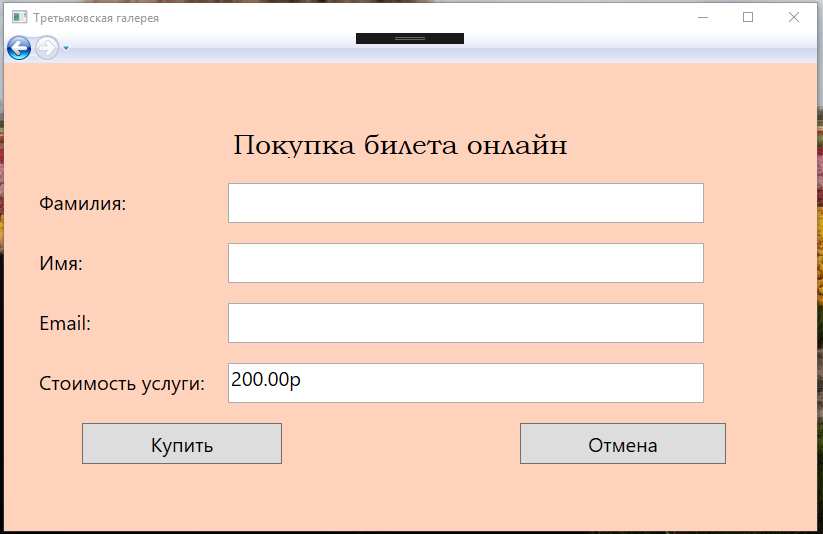 Третьяковская галерея
Покупка билета онлайн
Фамилия:
Имя:
Email:
Стоимость услуги: 200.00р
Купить Отмена